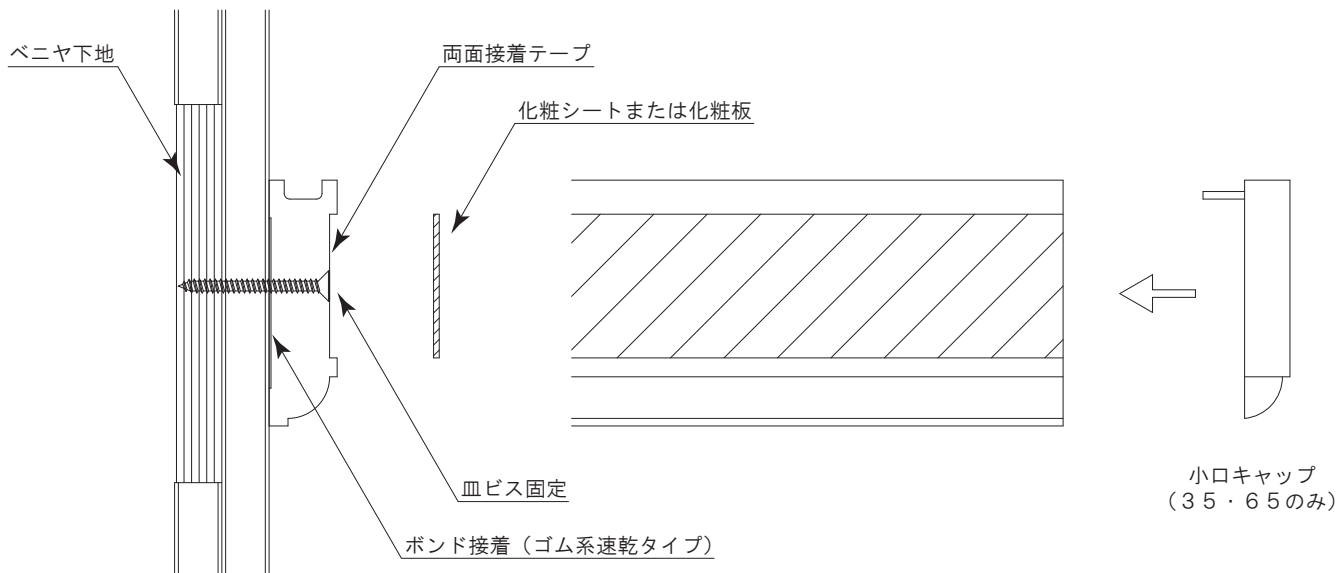 ベニヤ下地
両面接着テープ
化粧シートまたは化粧板
皿ビス固定
ボンド接着（ゴム系速乾タイプ）
小口キャップ
（３５・６５のみ）